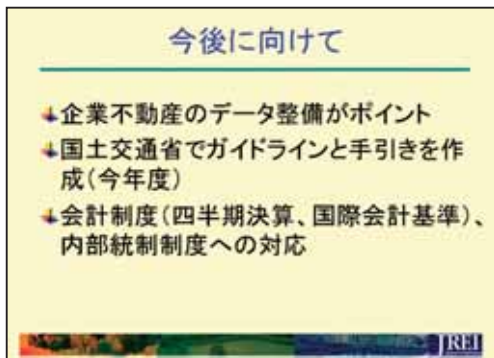 今後に向けて
企業不動産のデータ整備がポイント
国土交通省でガイドラインと手引きを作
成(今年度)
会計制度(四半期決算、国際会計基準)、
内部統制制度への対応
JREI